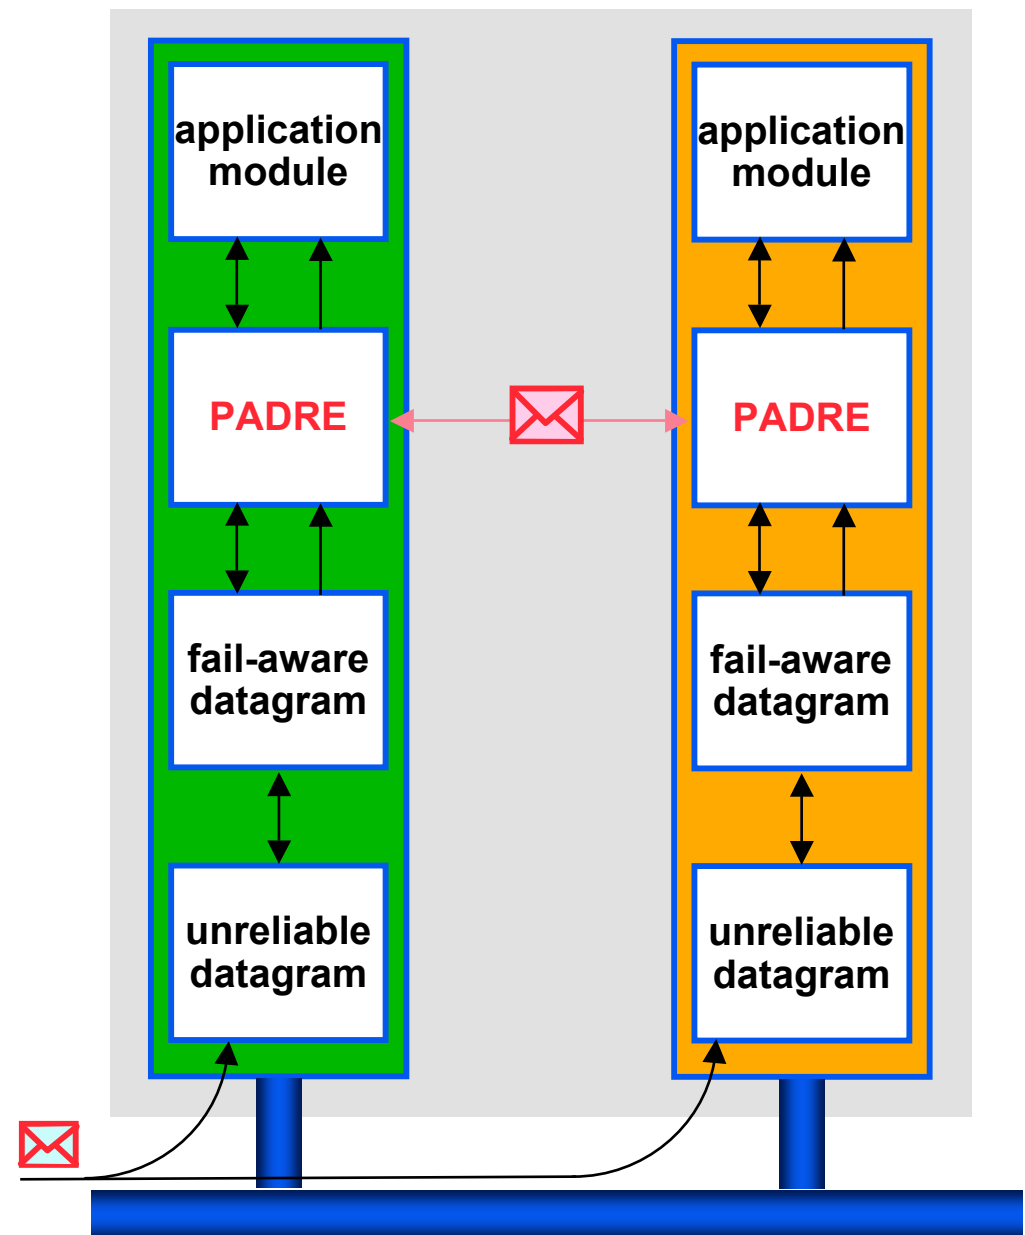 application
module
PADRE
fail-aware
datagram
unreliable
datagram
application
module
PADRE
fail-aware
datagram
unreliable
datagram